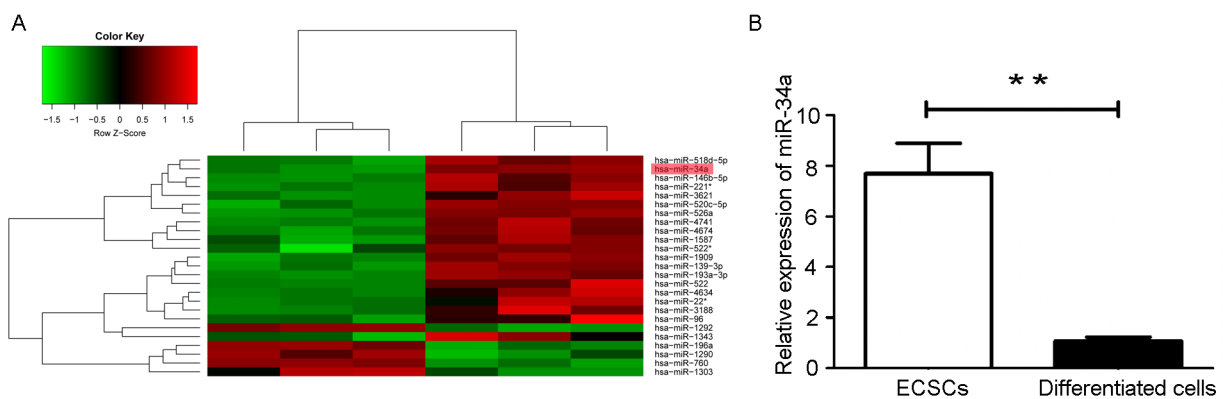 A
Color Key
−1.5 −1 −0.5 0 0.5 1 1.5
Row Z−Score
hsa−miR−518d−5p
hsa−miR−34a
hsa−miR−146b−5p
hsa−miR−221*
hsa−miR−3621
hsa−miR−520c−5p
hsa−miR−526a
hsa−miR−4741
hsa−miR−4674
hsa−miR−1587
hsa−miR−522*
hsa−miR−1909
hsa−miR−139−3p
hsa−miR−193a−3p
hsa−miR−522
hsa−miR−4634
hsa−miR−22*
hsa−miR−3188
hsa−miR−96
hsa−miR−1292
hsa−miR−1343
hsa−miR−196a
hsa−miR−1290
hsa−miR−760
hsa−miR−1303
B
Relative expression of miR-34a
**
10
8
6
4
2
0
ECSCs Differentiated cells